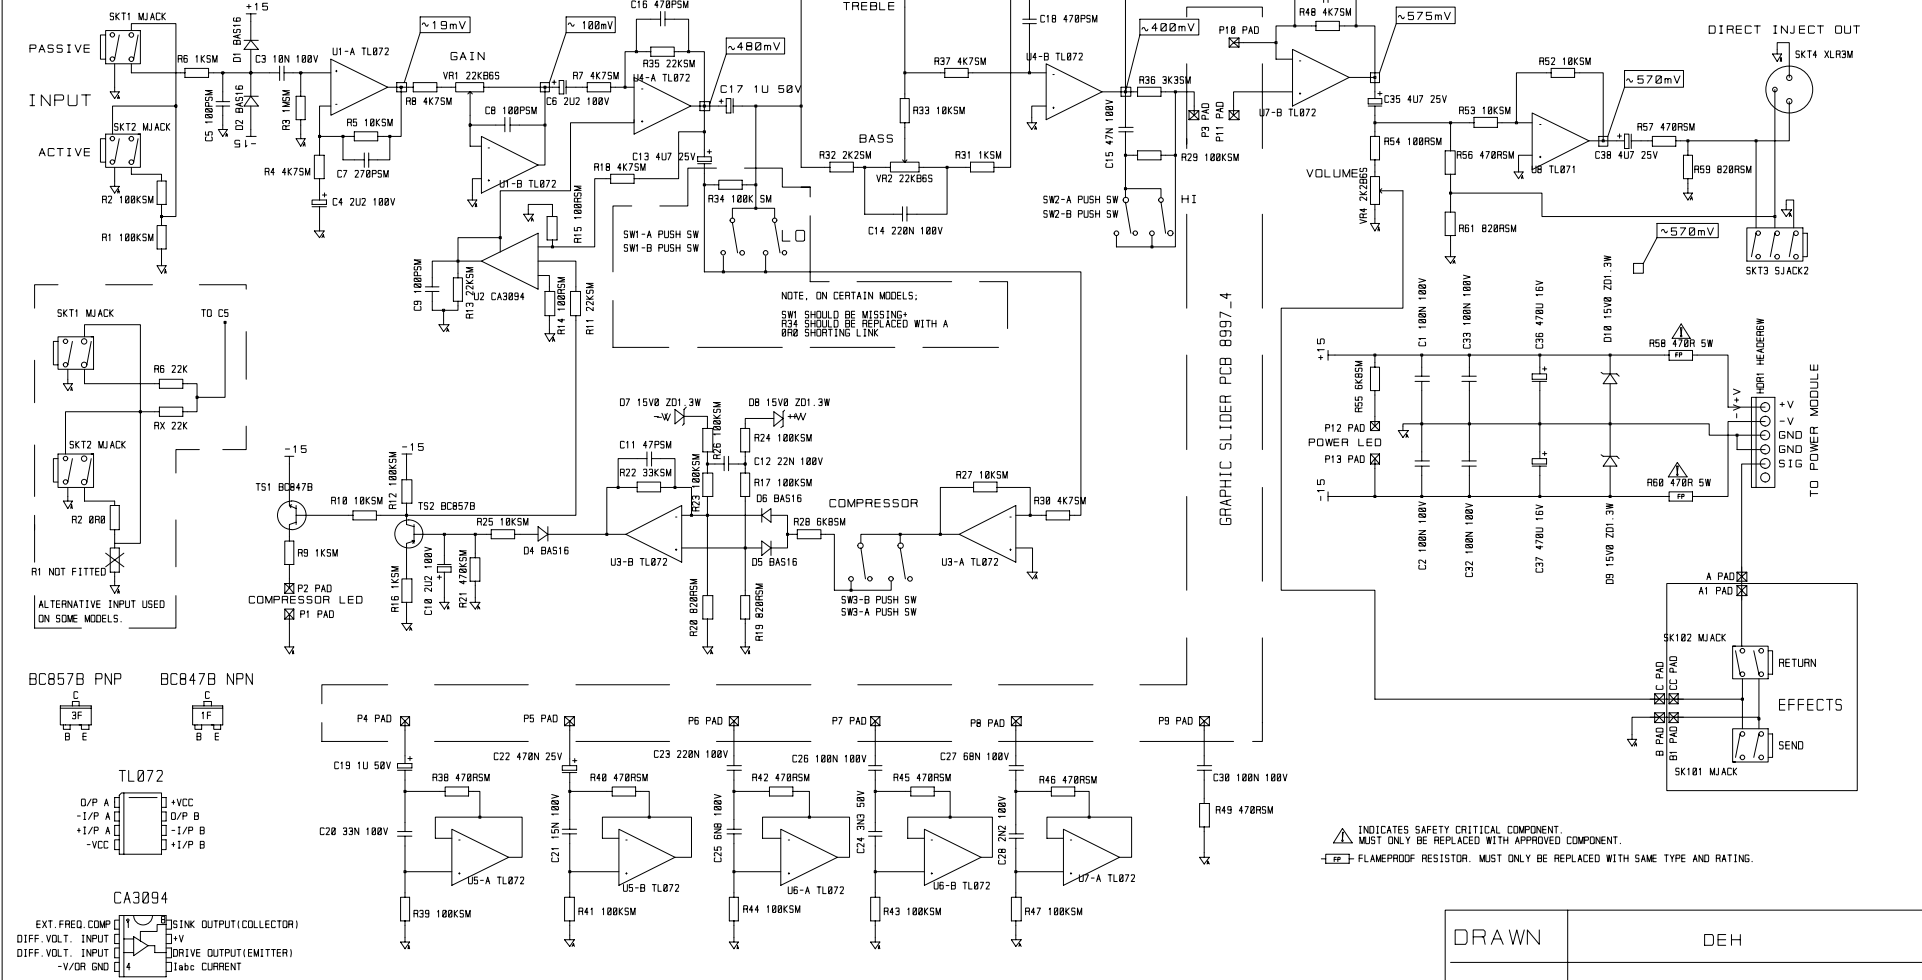 SKT1 MJACK
PASSIVE
INPUT
SKT2 MJACK
ACTIVE
R2 100KSM
R1 100KSM
+15
D1 BAS16
R6 1KSM
C3 10N 100V
C5 100PSM
D2 BAS16
-15
R3 1M5M
U1-A TL072
~19mV
GAIN
VR1 22KB6S
R8 4K7SM
R5 10KSM
R4 4K7SM
C7 270PSM
C4 2U2 100V
C8 100PSM
U1-B TL072
~100mV
C6 2U2 100V
R7 4K7SM
C16 470PSM
R35 22KSM
U4-A TL072
~480mV
C17 1U 50V
C13 4U7 25V
R18 4K7SM
R34 100K SM
R15 100RSM
SW1-A PUSH SW
SW1-B PUSH SW
LO
C9 100PSM
R13 22KSM
U2 CA3094
R14 100RSM
R11 22KSM
NOTE, ON CERTAIN MODELS;
SW1 SHOULD BE MISSING+
R34 SHOULD BE REPLACED WITH A
0R0 SHORTING LINK
TREBLE
C18 470PSM
R37 4K7SM
U4-B TL072
R33 10KSM
BASS
R32 2K2SM
VR2 22KB6S
R31 1KSM
C14 220N 100V
~400mV
R36 3K3SM
C15 47N 100V
R29 100KSM
P3 PAD
P11 PAD
SW2-A PUSH SW
SW2-B PUSH SW
HI
P10 PAD
R48 4K7SM
U7-B TL072
~575mV
C35 4U7 25V
R54 100RSM
VOLUME
VR4 2K2B6S
R56 470RSM
R61 820RSM
R53 10KSM
R52 10KSM
U8 TL071
~570mV
C38 4U7 25V
R57 470RSM
R59 820RSM
DIRECT INJECT OUT
SKT4 XLR3M
~570mV
SKT3 SJACK2
SKT1 MJACK
TO C5
R6 22K
RX 22K
SKT2 MJACK
R2 0R0
R1 NOT FITTED
ALTERNATIVE INPUT USED
ON SOME MODELS.
-15
TS1 BC847B
R9 1KSM
P2 PAD
COMPRESSOR LED
P1 PAD
R10 10KSM
-15
R12 100KSM
TS2 BC857B
R16 1KSM
C10 2U2 100V
R21 470KSM
R25 10KSM
D4 BAS16
C11 47PSM
R22 33KSM
U3-B TL072
D7 15V0 ZD1.3W
-V
R26 100KSM
R23 100KSM
D8 15V0 ZD1.3W
+V
R24 100KSM
C12 22N 100V
R17 100KSM
D6 BAS16
D5 BAS16
R28 6K8SM
R20 820RSM
R19 820RSM
COMPRESSOR
SW3-B PUSH SW
SW3-A PUSH SW
R27 10KSM
U3-A TL072
R30 4K7SM
GRAPHIC SLIDER PCB 8997_4
+15
-15
R55 6K8SM
P12 PAD
POWER LED
P13 PAD
C1 100N 100V
C33 100N 100V
C36 470U 16V
D10 15V0 ZD1.3W
C2 100N 100V
C32 100N 100V
C37 470U 16V
D9 15V0 ZD1.3W
R58 470R 5W
FP
R60 470R 5W
FP
HDR1 HEADER6W
-V+V
+V
-V
GND
GND
SIG
TO POWER MODULE
A PAD
A1 PAD
SK102 MJACK
RETURN
C PAD
CC PAD
EFFECTS
B PAD
B1 PAD
SEND
SK101 MJACK
BC857B PNP
C
3F
B E
BC847B NPN
C
1F
B E
TL072
O/P A
-I/P A
+I/P A
-VCC
+VCC
O/P B
-I/P B
+I/P B
CA3094
EXT.FREQ.COMP
DIFF.VOLT. INPUT
DIFF.VOLT. INPUT
-V/OR GND
1
4
8
SINK OUTPUT(COLLECTOR)
+V
DRIVE OUTPUT(EMITTER)
Iabc CURRENT
P4 PAD
C19 1U 50V
R38 470RSM
C20 33N 100V
U5-A TL072
R39 100KSM
P5 PAD
C22 470N 25V
R40 470RSM
C21 15N 100V
U5-B TL072
R41 100KSM
P6 PAD
C23 220N 100V
R42 470RSM
C25 6N8 100V
U6-A TL072
R44 100KSM
P7 PAD
C26 100N 100V
R45 470RSM
C24 3N3 50V
U6-B TL072
R43 100KSM
P8 PAD
C27 68N 100V
R46 470RSM
C28 2N2 100V
U7-A TL072
R47 100KSM
P9 PAD
C30 100N 100V
R49 470RSM
INDICATES SAFETY CRITICAL COMPONENT.
MUST ONLY BE REPLACED WITH APPROVED COMPONENT.
FP FLAMEPROOF RESISTOR. MUST ONLY BE REPLACED WITH SAME TYPE AND RATING.
DRAWN
DEH